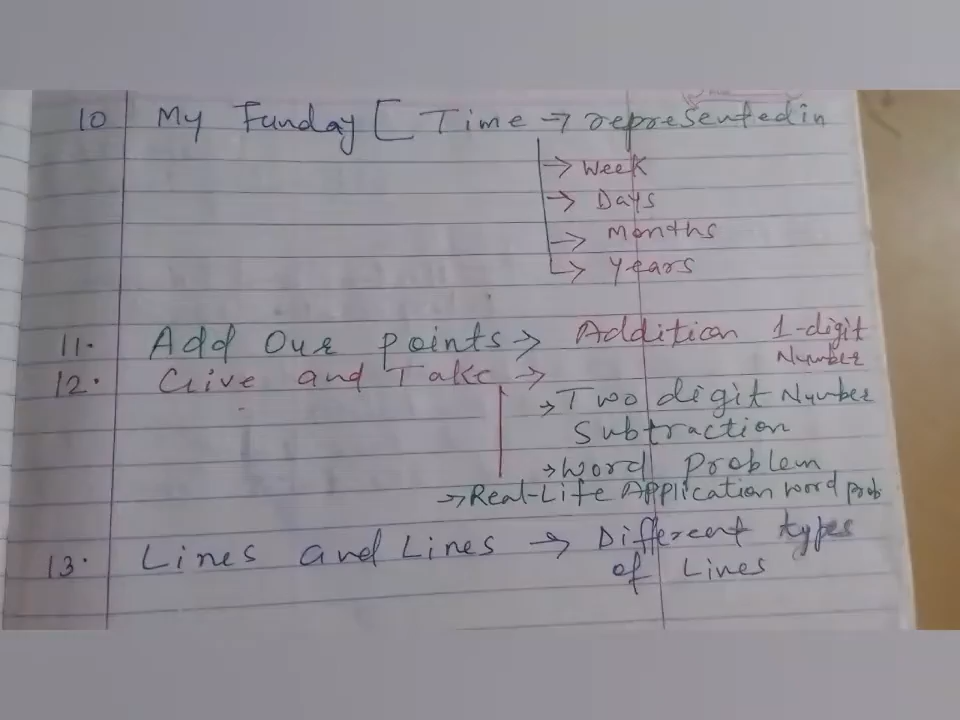 10 My Funday [ Time → represented in
→ Week
→ Days
→ Months
→ Years
11. Add Our points → Addition 1-digit
Number
12. Give and Take →
→ Two digit Number
Subtraction
→ Word Problem
→ Real-Life Application word prob
13. Lines and Lines → Different types
of Lines